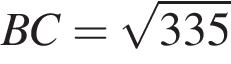 BC = √335